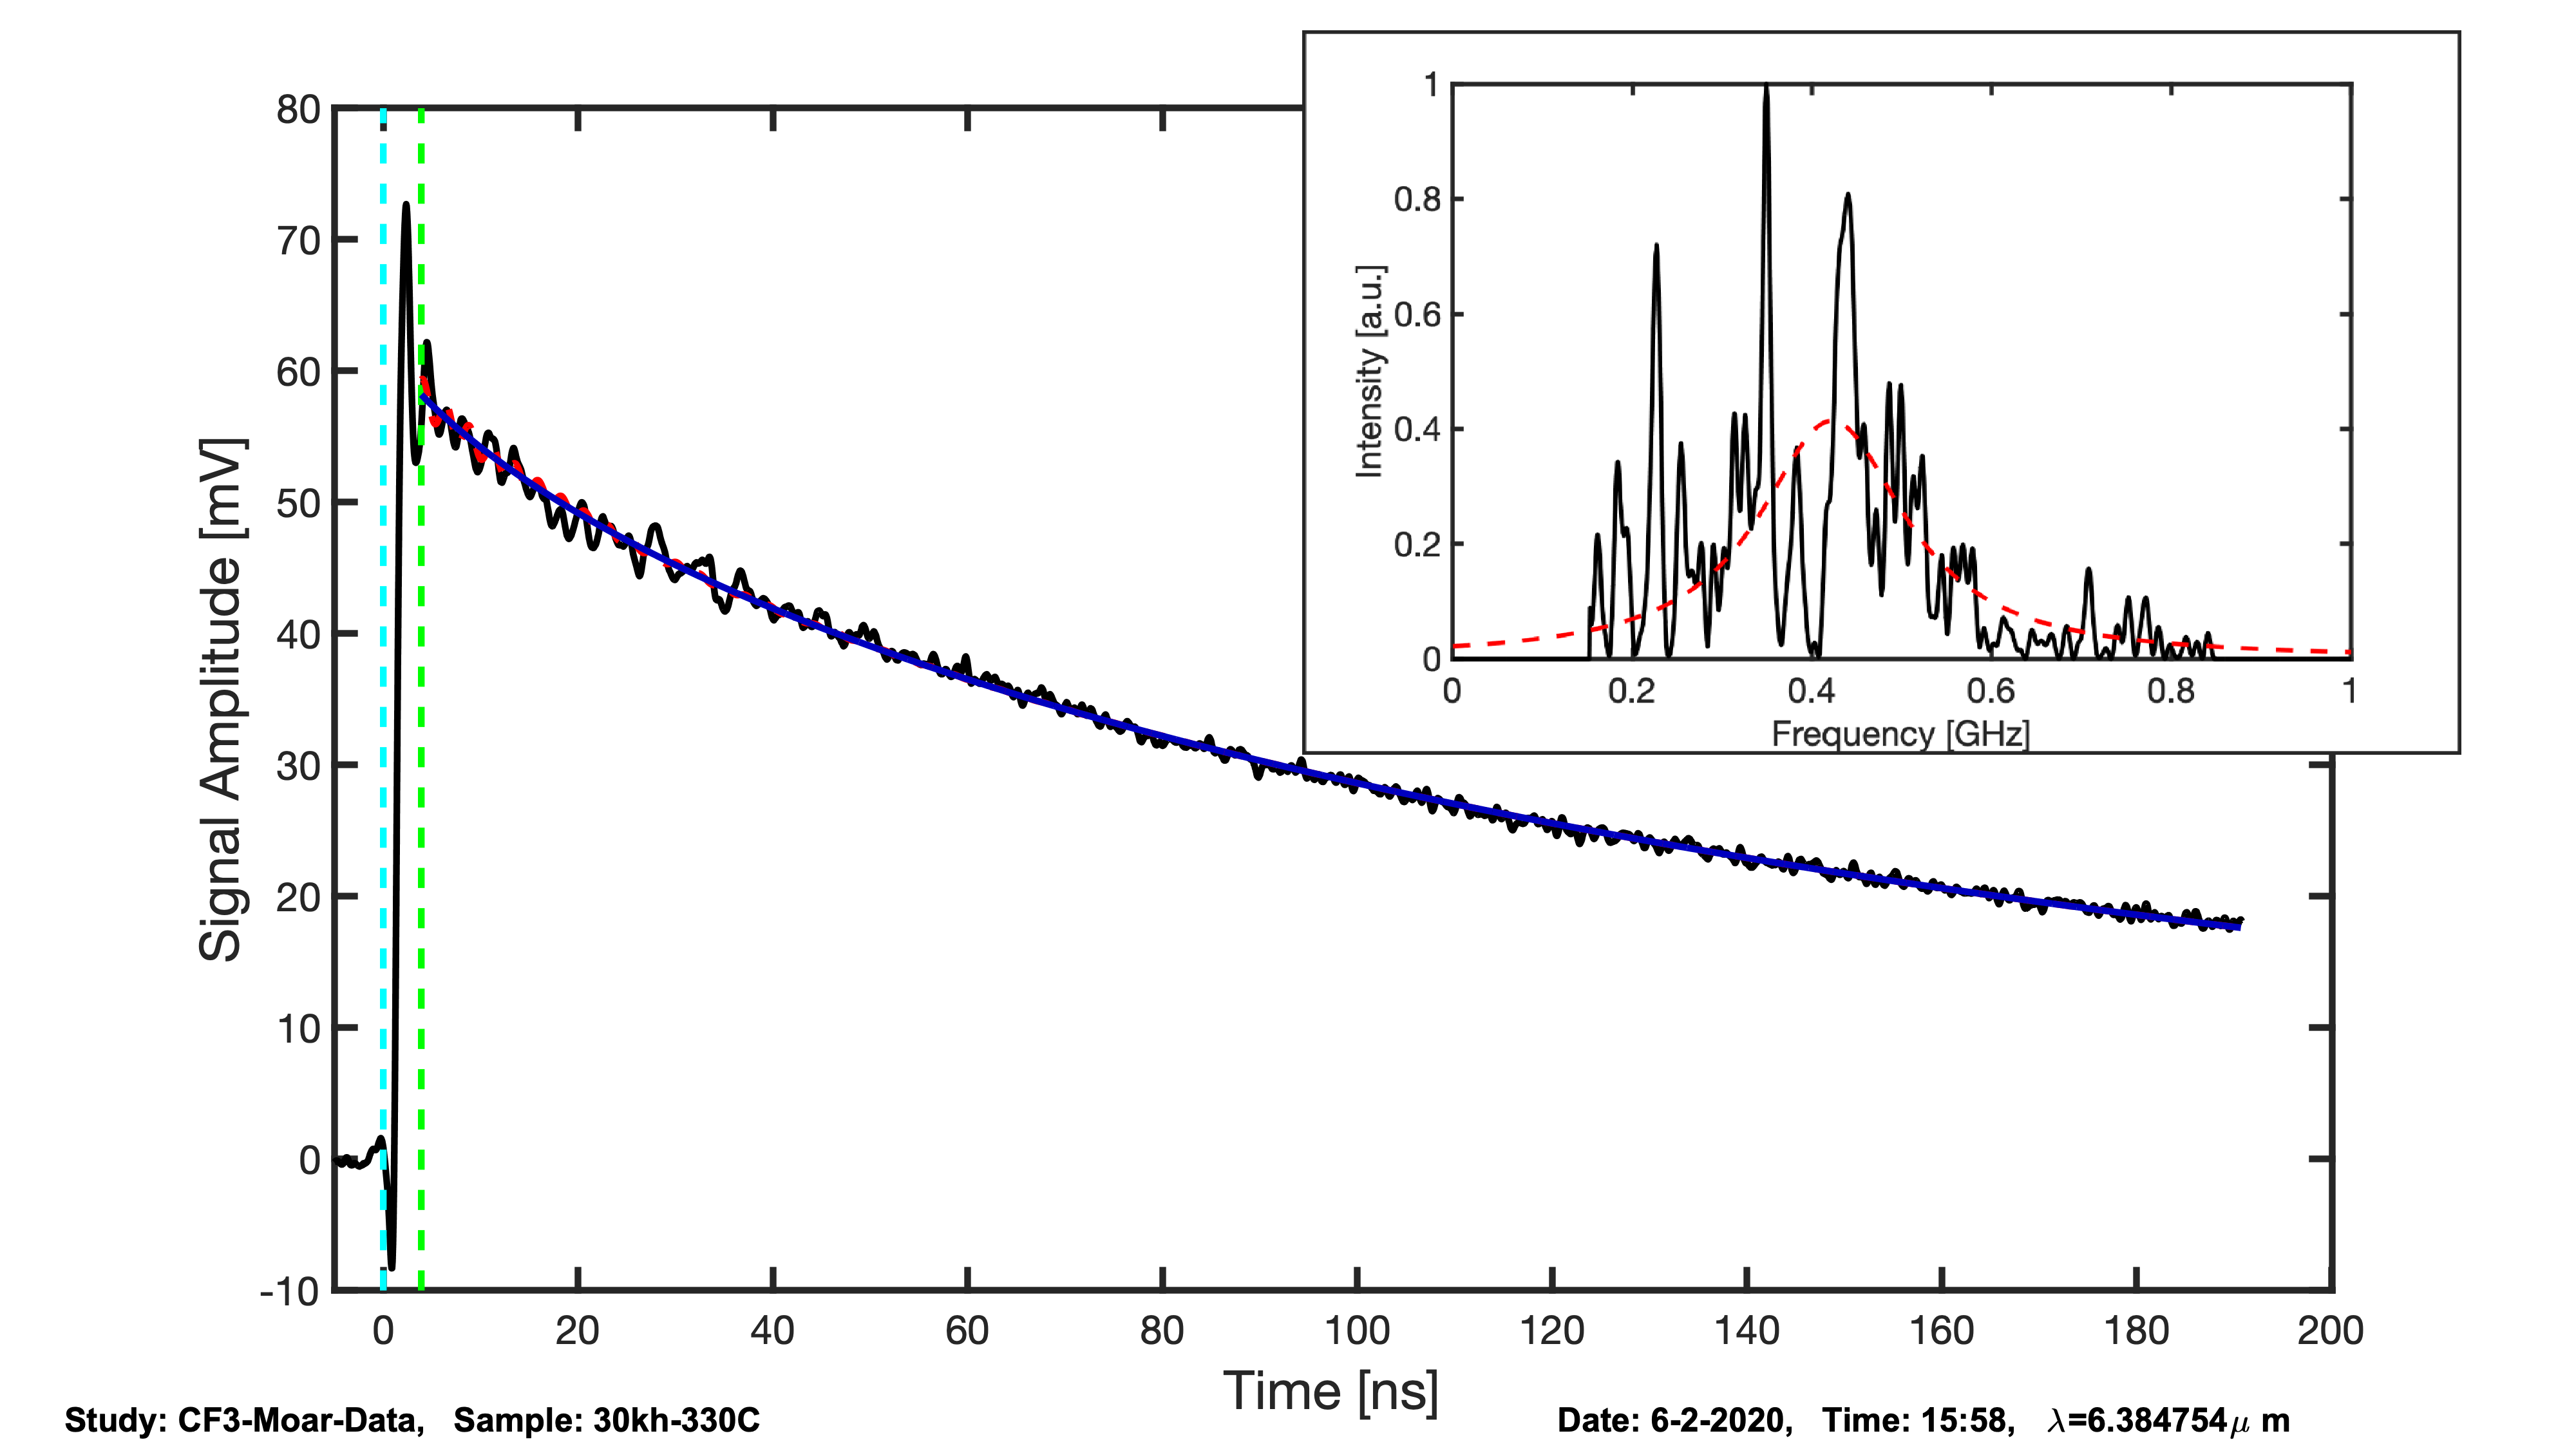 1
0.8
0.6
0.4
0.2
0
Intensity [a.u.]
0 0.2 0.4 0.6 0.8 1
Frequency [GHz]
80
70
60
50
40
30
20
10
0
-10
Signal Amplitude [mV]
0 20 40 60 80 100 120 140 160 180 200
Time [ns]
Study: CF3-Moar-Data, Sample: 30kh-330C
Date: 6-2-2020, Time: 15:58, λ=6.384754μ m